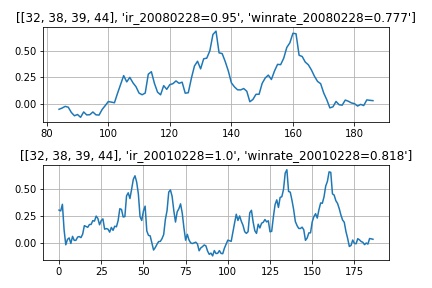 [[32, 38, 39, 44], 'ir_20080228=0.95', 'winrate_20080228=0.777']
0.50
0.25
0.00
80 100 120 140 160 180
[[32, 38, 39, 44], 'ir_20010228=1.0', 'winrate_20010228=0.818']
0.50
0.25
0.00
0 25 50 75 100 125 150 175